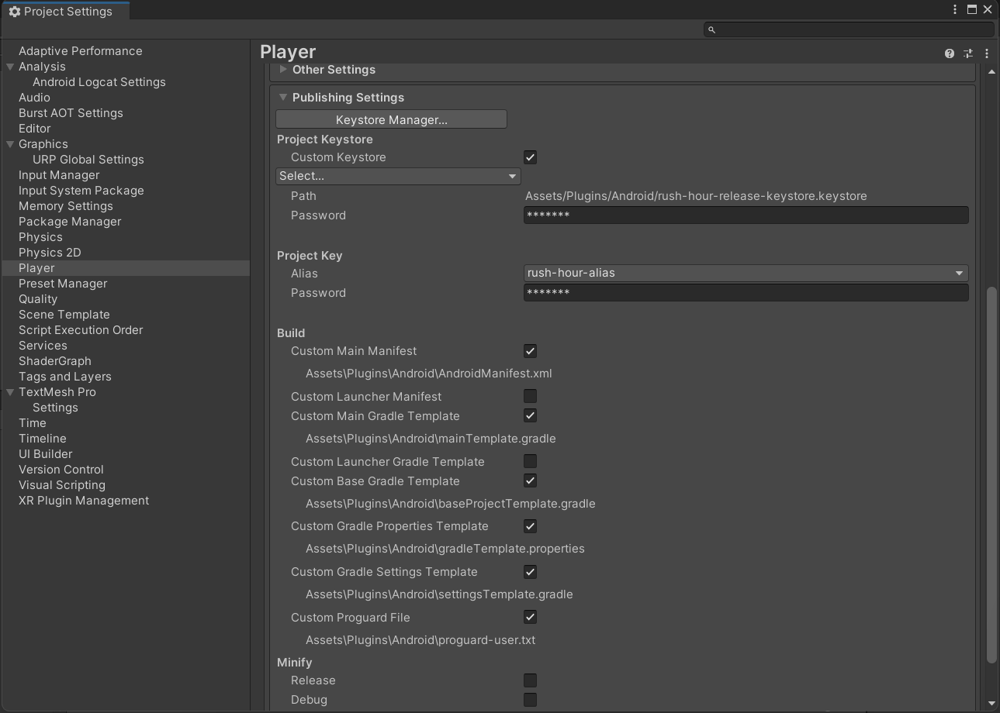 Project Settings
Adaptive Performance
Analysis
Android Logcat Settings
Audio
Burst AOT Settings
Editor
Graphics
URP Global Settings
Input Manager
Input System Package
Memory Settings
Package Manager
Physics
Physics 2D
Player
Preset Manager
Quality
Scene Template
Script Execution Order
Services
ShaderGraph
Tags and Layers
TextMesh Pro
Settings
Time
Timeline
UI Builder
Version Control
Visual Scripting
XR Plugin Management
Player
Other Settings
Publishing Settings
Keystore Manager...
Project Keystore
Custom Keystore
Select...
Path Assets/Plugins/Android/rush-hour-release-keystore.keystore
Password *******
Project Key
Alias rush-hour-alias
Password *******
Build
Custom Main Manifest
Assets\Plugins\Android\AndroidManifest.xml
Custom Launcher Manifest
Custom Main Gradle Template
Assets\Plugins\Android\mainTemplate.gradle
Custom Launcher Gradle Template
Custom Base Gradle Template
Assets\Plugins\Android\baseProjectTemplate.gradle
Custom Gradle Properties Template
Assets\Plugins\Android\gradleTemplate.properties
Custom Gradle Settings Template
Assets\Plugins\Android\settingsTemplate.gradle
Custom Proguard File
Assets\Plugins\Android\proguard-user.txt
Minify
Release
Debug